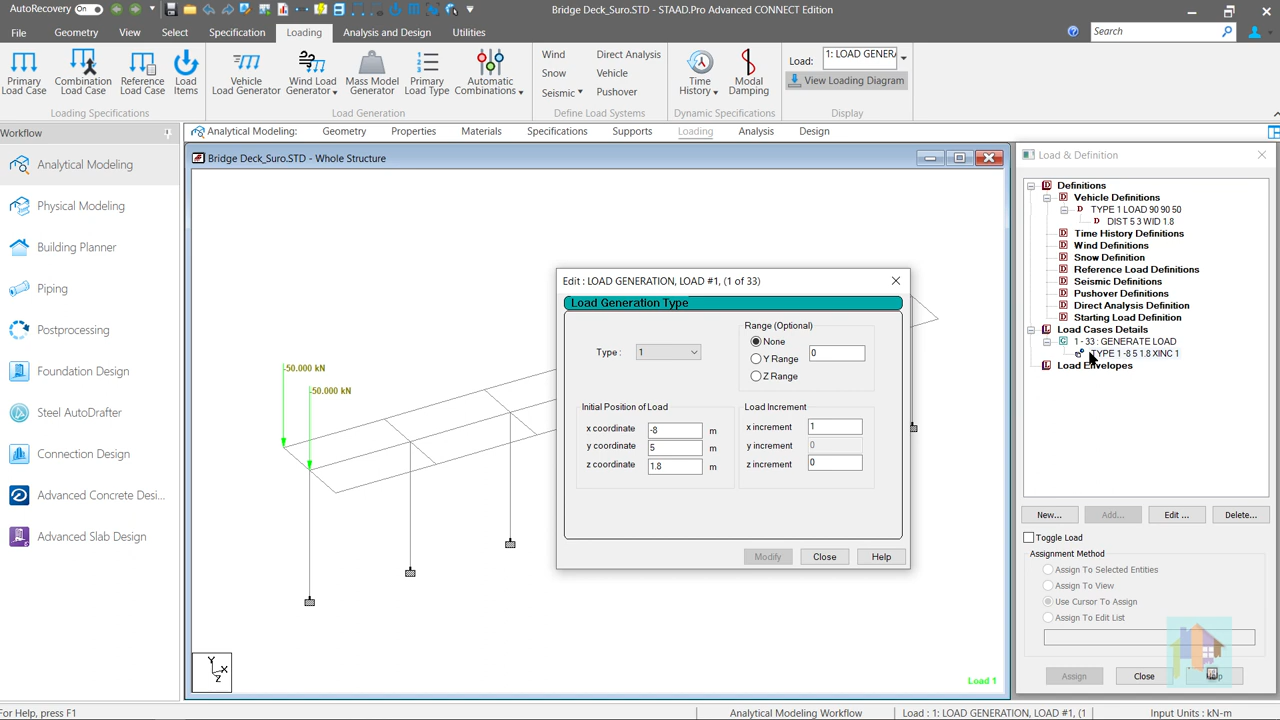 AutoRecovery On
Bridge Deck_Suro.STD - STAAD.Pro Advanced CONNECT Edition
File Geometry View Select Specification Loading Analysis and Design Utilities
Search
Primary Load Case
Combination Load Case
Reference Load Case
Load Items
Vehicle Load Generator
Wind Load Generator
Mass Model Generator
Primary Load Type
Automatic Combinations
Wind
Snow
Seismic
Direct Analysis
Vehicle
Pushover
Time History
Modal Damping
Load: 1: LOAD GENERA
View Loading Diagram
Loading Specifications
Load Generation
Define Load Systems
Dynamic Specifications
Display
Workflow
Analytical Modeling: Geometry Properties Materials Specifications Supports Loading Analysis Design
Analytical Modeling
Physical Modeling
Building Planner
Piping
Postprocessing
Foundation Design
Steel AutoDrafter
Connection Design
Advanced Concrete Desi...
Advanced Slab Design
Bridge Deck_Suro.STD - Whole Structure
-50.000 kN
-50.000 kN
Y
X
Z
Load 1
Edit : LOAD GENERATION, LOAD #1, (1 of 33)
Load Generation Type
Type : 1
Range (Optional)
None
Y Range 0
Z Range
Initial Position of Load
x coordinate -8 m
y coordinate 5 m
z coordinate 1.8 m
Load Increment
x increment 1
y increment 0
z increment 0
Modify Close Help
Load & Definition
Definitions
Vehicle Definitions
TYPE 1 LOAD 90 90 50
DIST 5 3 WID 1.8
Time History Definitions
Wind Definitions
Snow Definition
Reference Load Definitions
Seismic Definitions
Pushover Definitions
Direct Analysis Definition
Starting Load Definition
Load Cases Details
1 - 33 : GENERATE LOAD
TYPE 1 -8 5 1.8 XINC 1
Load Envelopes
New... Add... Edit ... Delete...
Toggle Load
Assignment Method
Assign To Selected Entities
Assign To View
Use Cursor To Assign
Assign To Edit List
Assign Close
For Help, press F1
Analytical Modeling Workflow
Load : 1: LOAD GENERATION, LOAD #1, (1
Input Units : kN-m